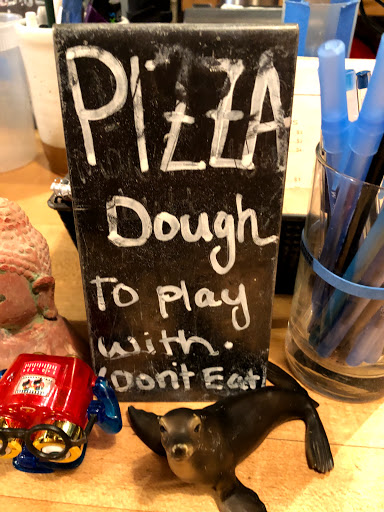 PIZZA
Dough
To play
with.
(Don't Eat!